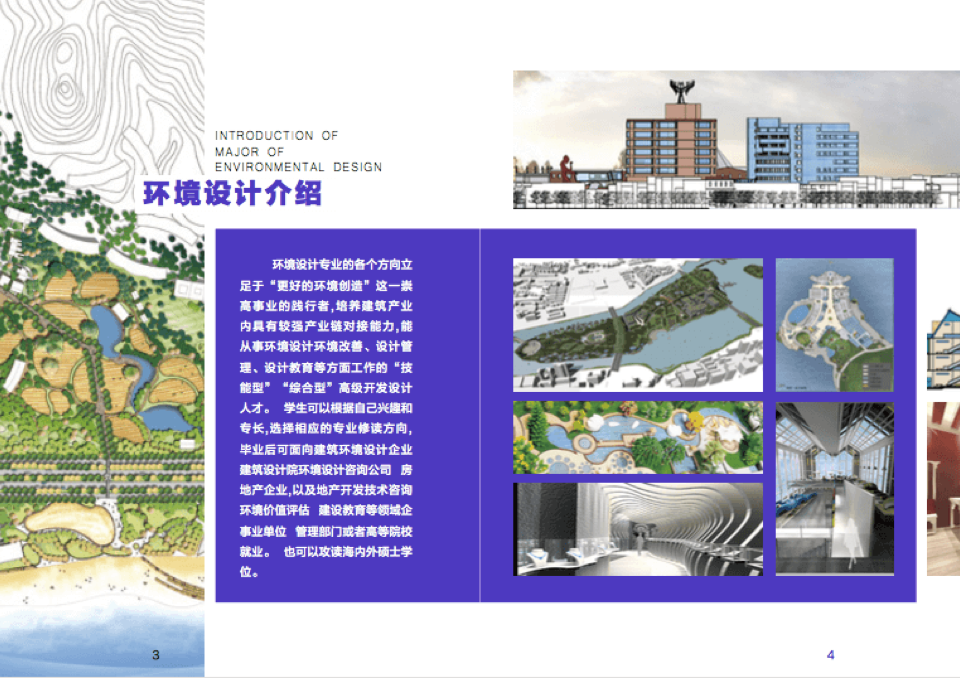 INTRODUCTION OF
MAJOR OF
ENVIRONMENTAL DESIGN
环境设计介绍
环境设计专业的各个方向立
足于“更好的环境创造”这一崇
高事业的践行者,培养建筑产业
内具有较强产业链对接能力,能
从事环境设计环境改善、设计管
理、设计教育等方面工作的“技
能型”“综合型”高级开发设计
人才。 学生可以根据自己兴趣和
专长,选择相应的专业修读方向,
毕业后可面向建筑环境设计企业
建筑设计院环境设计咨询公司 房
地产企业,以及地产开发技术咨询
环境价值评估 建设教育等领域企
事业单位 管理部门或者高等院校
就业。 也可以攻读海内外硕士学
位。
3
4